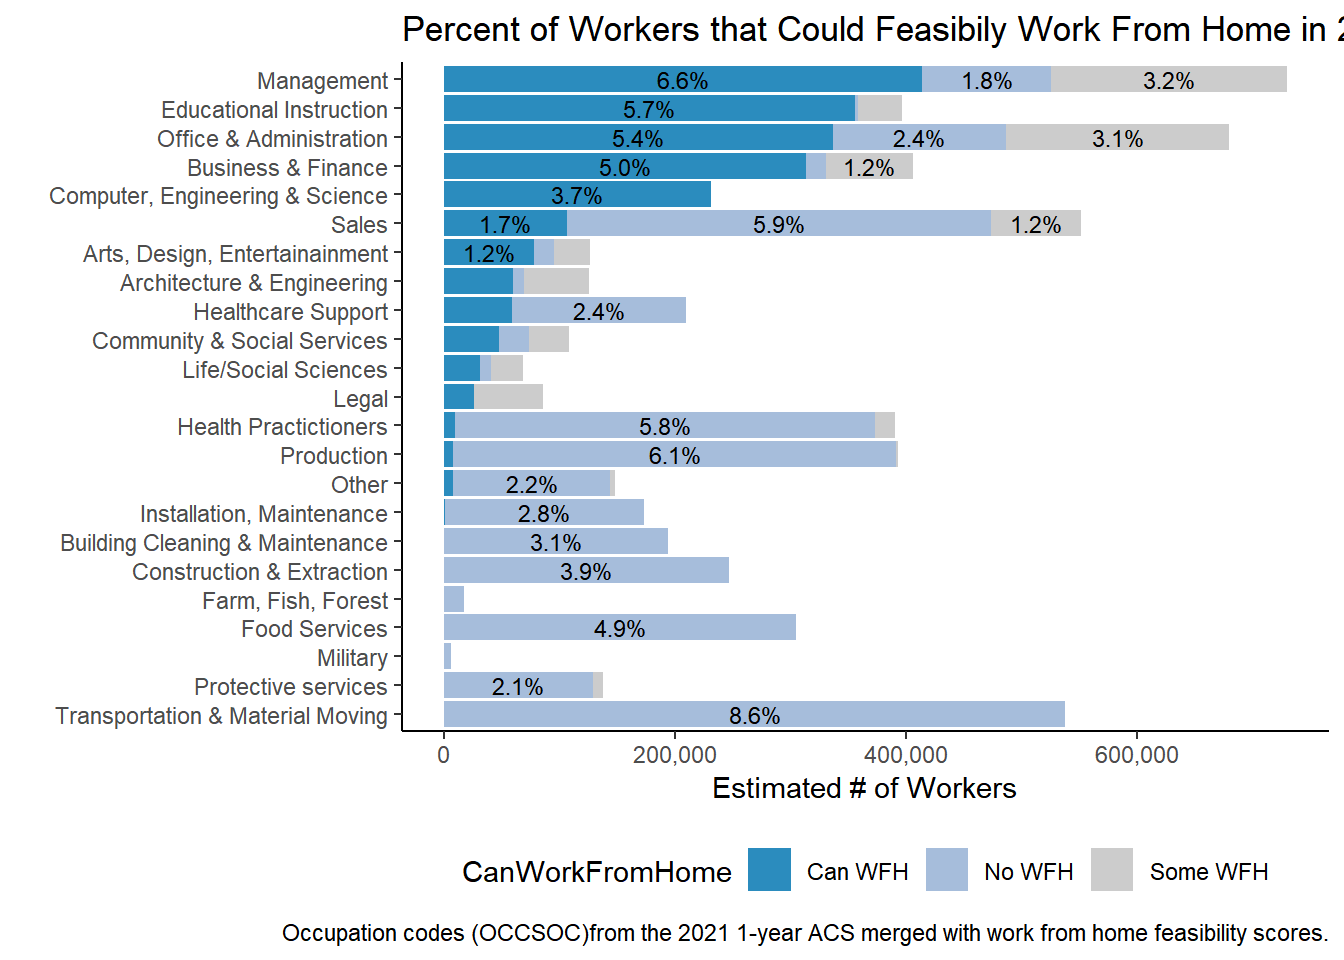 Percent of Workers that Could Feasibily Work From Home in 2
Management 6.6% 1.8% 3.2%
Educational Instruction 5.7%
Office & Administration 5.4% 2.4% 3.1%
Business & Finance 5.0% 1.2%
Computer, Engineering & Science 3.7%
Sales 1.7% 5.9% 1.2%
Arts, Design, Entertainainment 1.2%
Architecture & Engineering
Healthcare Support 2.4%
Community & Social Services
Life/Social Sciences
Legal
Health Practictioners 5.8%
Production 6.1%
Other 2.2%
Installation, Maintenance 2.8%
Building Cleaning & Maintenance 3.1%
Construction & Extraction 3.9%
Farm, Fish, Forest
Food Services 4.9%
Military
Protective services 2.1%
Transportation & Material Moving 8.6%
0 200,000 400,000 600,000
Estimated # of Workers
CanWorkFromHome Can WFH No WFH Some WFH
Occupation codes (OCCSOC)from the 2021 1-year ACS merged with work from home feasibility scores.